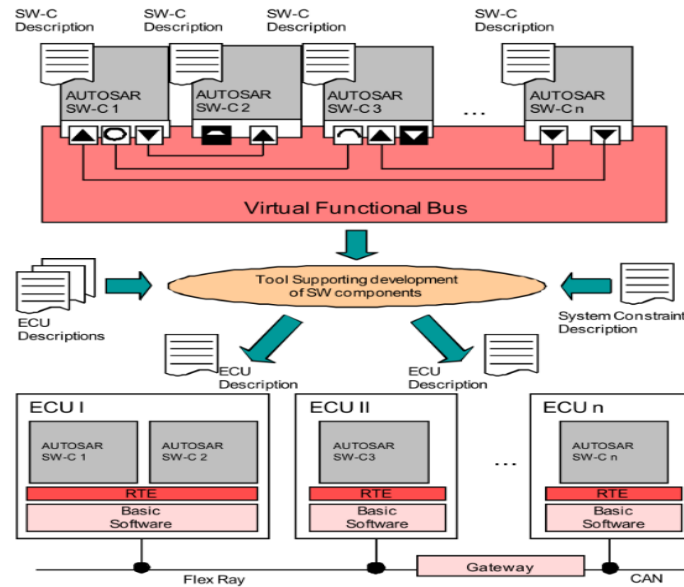 SW-C
Description
SW-C
Description
SW-C
Description
SW-C
Description
AUTOSAR
SW-C 1
AUTOSAR
SW-C 2
AUTOSAR
SW-C 3
...
AUTOSAR
SW-C n
Virtual Functional Bus
Tool Supporting development
of SW components
ECU
Descriptions
System Constraint
Description
ECU
Description
ECU
Description
ECU I
AUTOSAR
SW-C 1
AUTOSAR
SW-C 2
RTE
Basic
Software
ECU II
AUTOSAR
SW-C3
RTE
Basic
Software
...
ECU n
AUTOSAR
SW-C n
RTE
Basic
Software
Flex Ray
Gateway
CAN